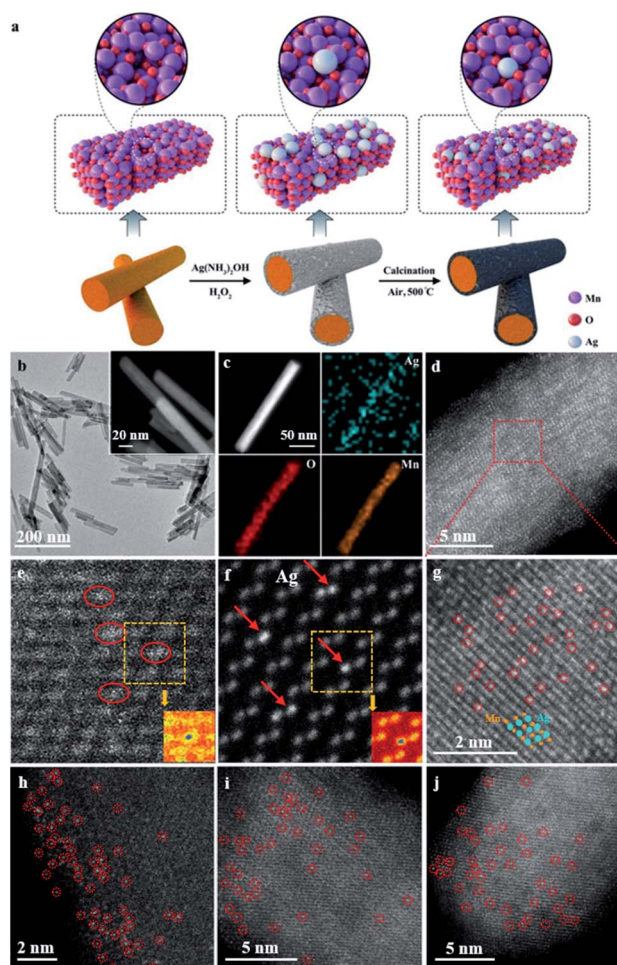 a
Ag(NH3)2OH
H2O2
Calcination
Air, 500℃
Mn
O
Ag
b
20 nm
200 nm
c
Ag
50 nm
O
Mn
d
5 nm
e
f
Ag
g
Mn
Ag
2 nm
h
2 nm
i
5 nm
j
5 nm